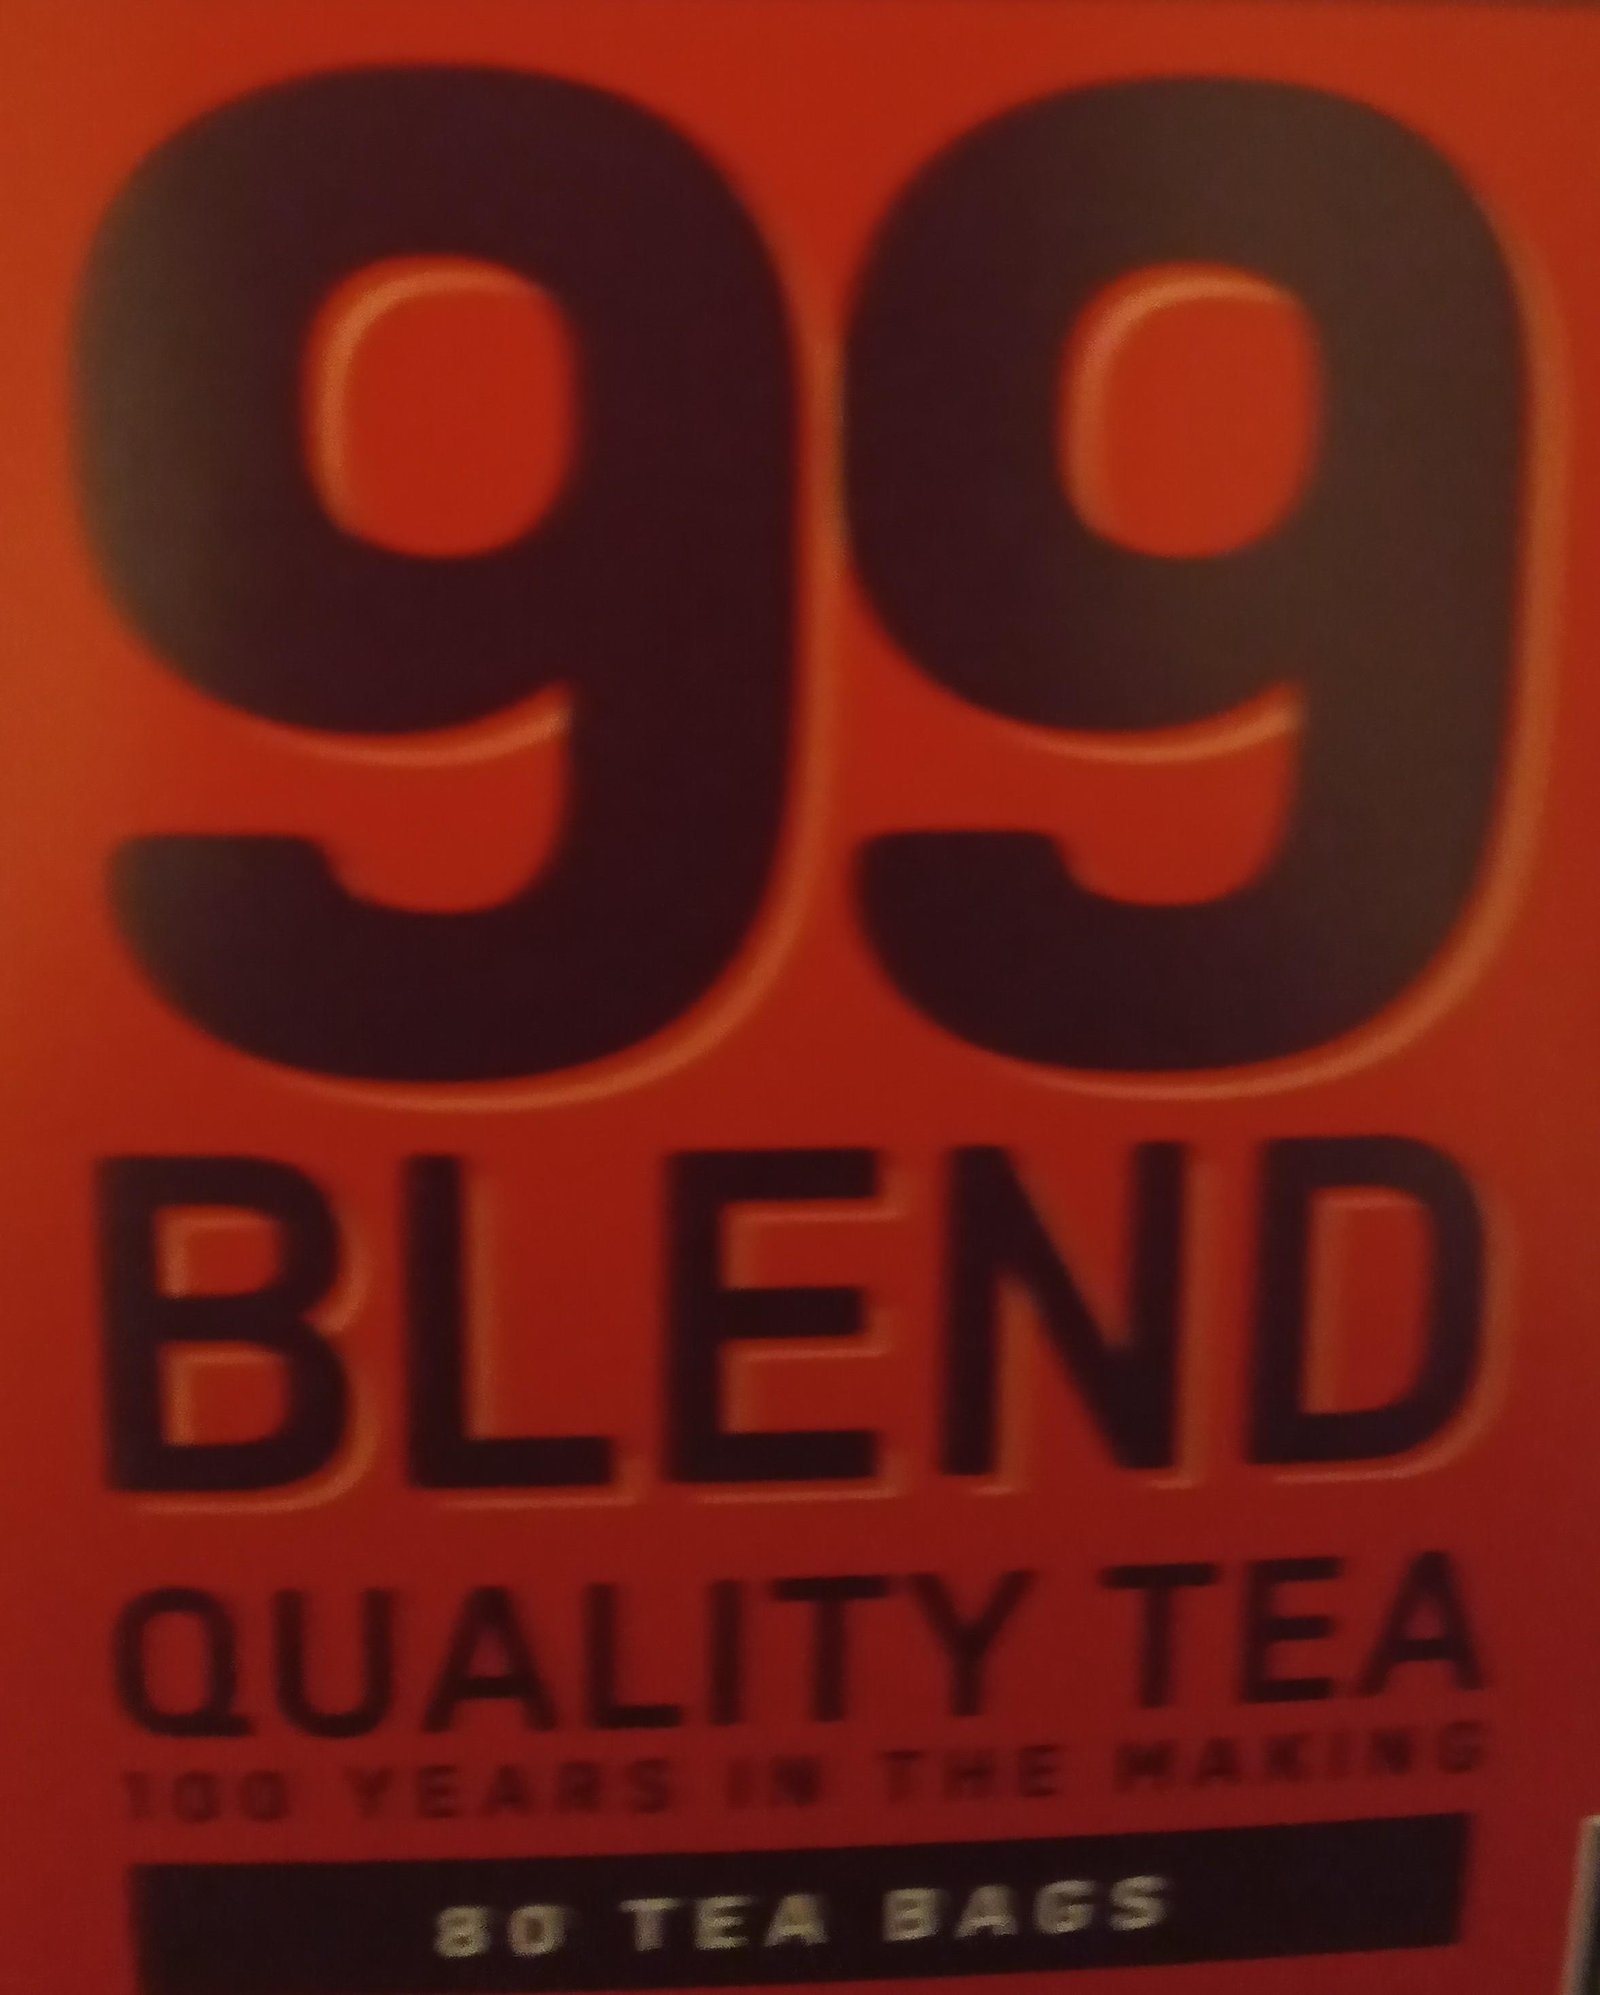 99
BLEND
QUALITY TEA
100 YEARS IN THE MAKING
80 TEA BAGS